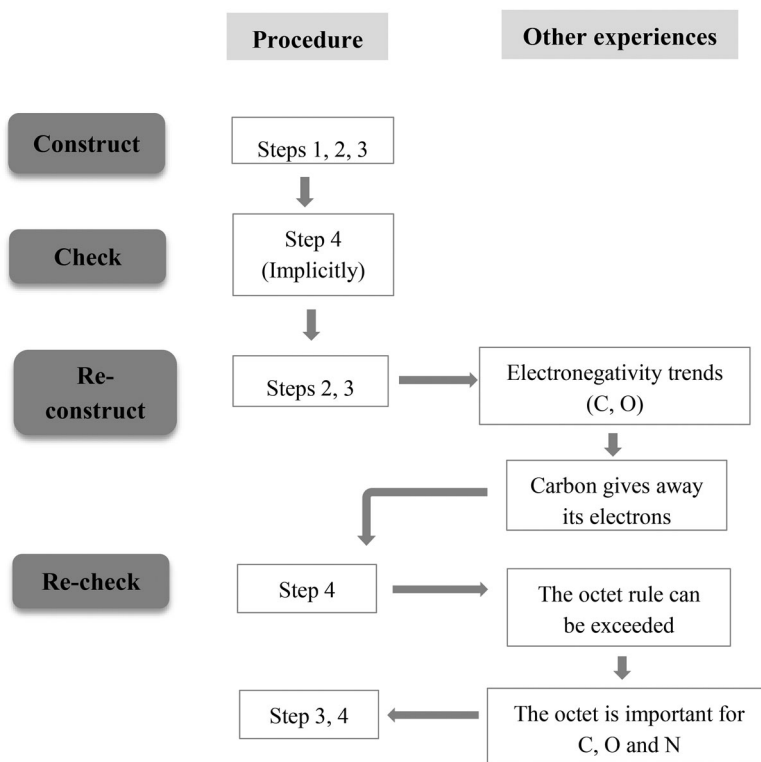 Procedure
Other experiences
Construct
Steps 1, 2, 3
Check
Step 4
(Implicitly)
Re-
construct
Steps 2, 3
Electronegativity trends
(C, O)
Carbon gives away
its electrons
Re-check
Step 4
The octet rule can
be exceeded
Step 3, 4
The octet is important for
C, O and N